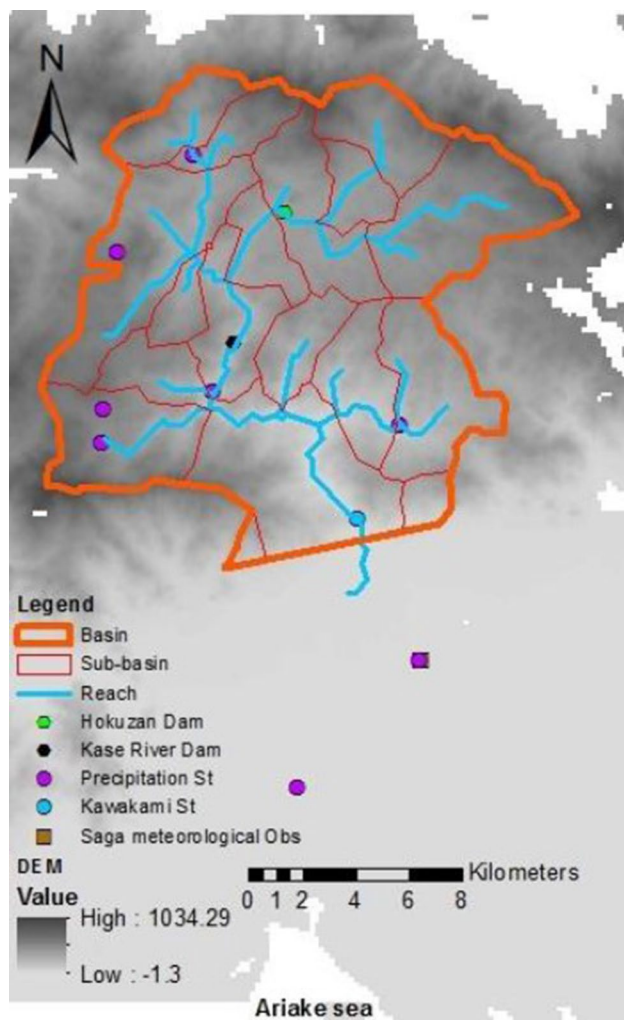 N
Legend
Basin
Sub-basin
Reach
Hokuzan Dam
Kase River Dam
Precipitation St
Kawakami St
Saga meteorological Obs
DEM
Value
High : 1034.29
Low : -1.3
Kilometers
0 1 2 4 6 8
Ariake sea